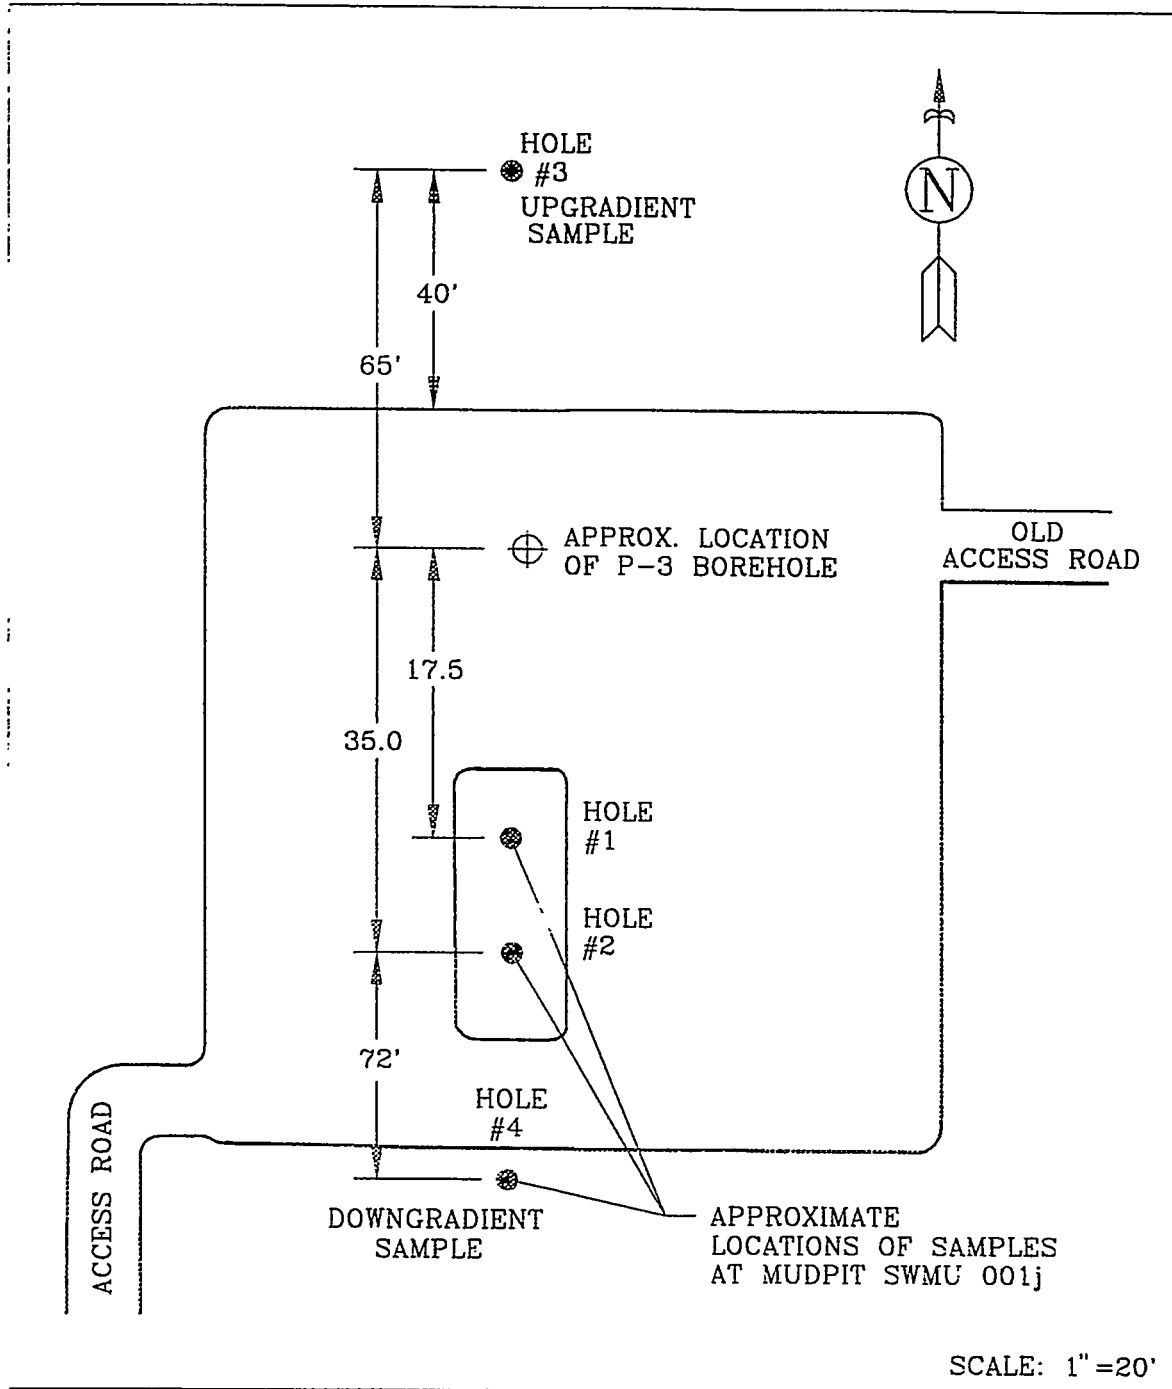 HOLE
#3
UPGRADIENT
SAMPLE
N
40'
65'
APPROX. LOCATION
OF P-3 BOREHOLE
OLD
ACCESS ROAD
17.5
35.0
HOLE
#1
HOLE
#2
72'
HOLE
#4
ACCESS ROAD
DOWNGRADIENT
SAMPLE
APPROXIMATE
LOCATIONS OF SAMPLES
AT MUDPIT SWMU 001j
SCALE: 1"=20'